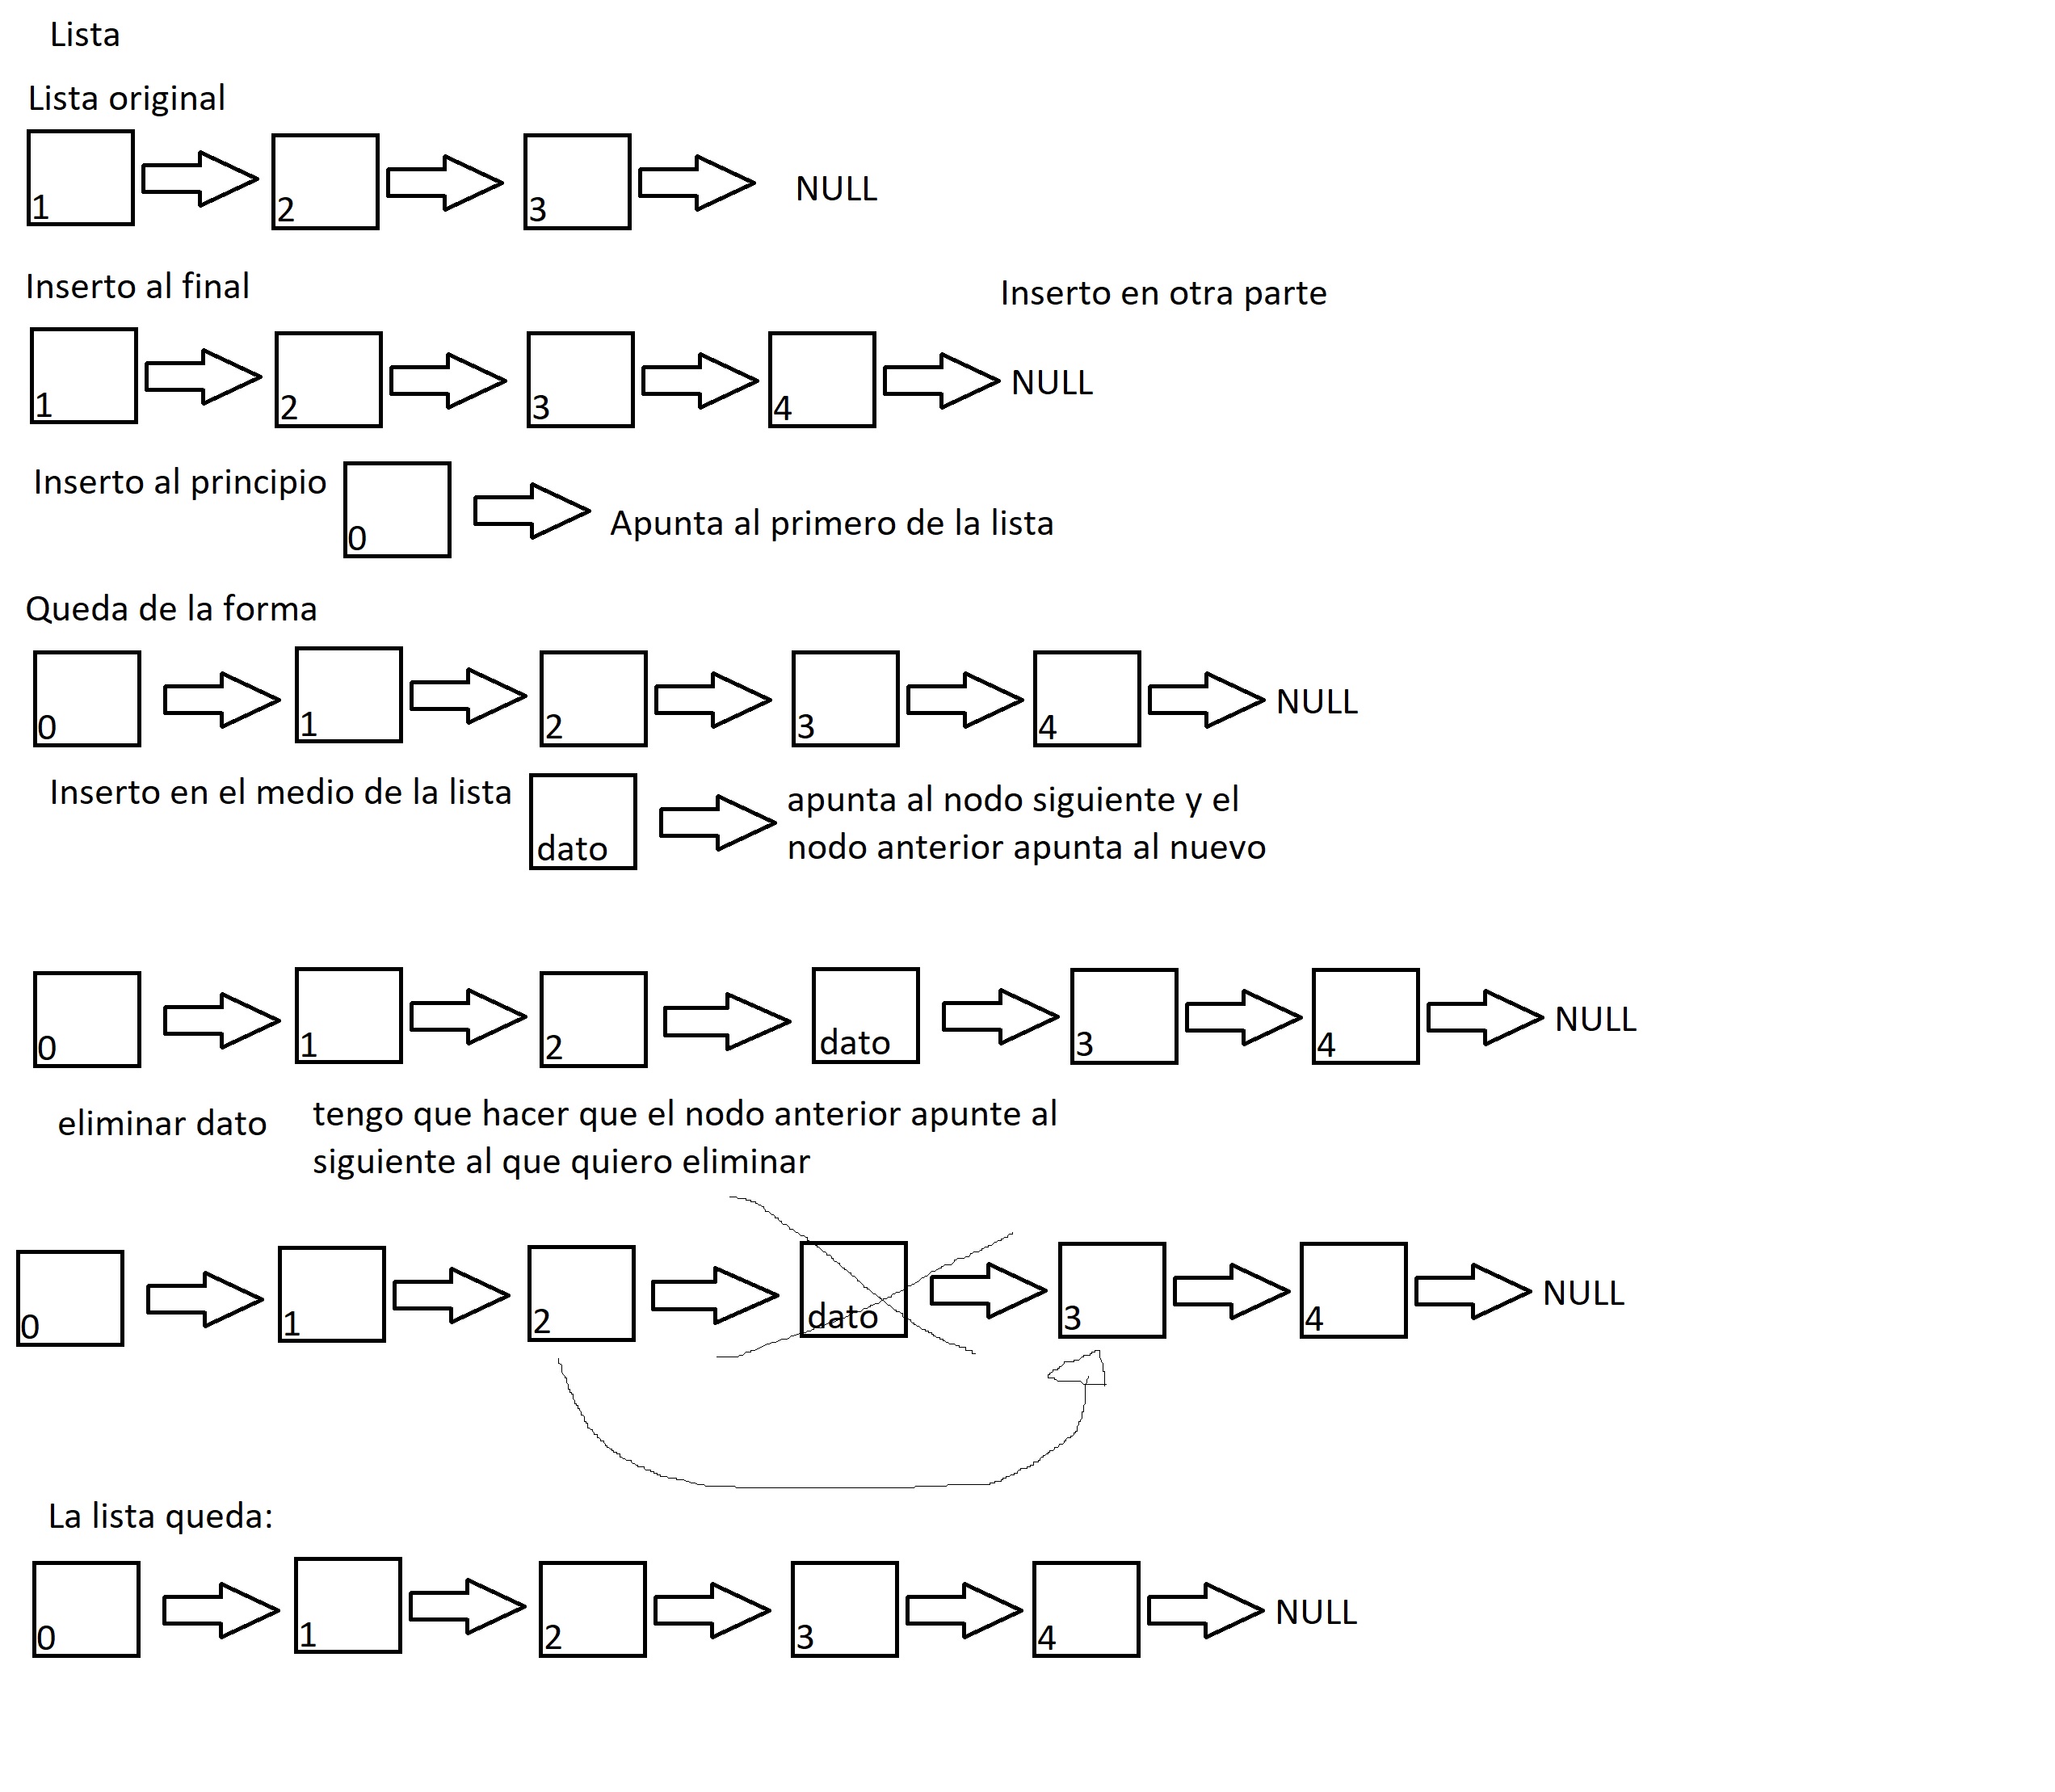 Lista
Lista original
1 2 3 NULL
Inserto al final
Inserto en otra parte
1 2 3 4 NULL
Inserto al principio 0 Apunta al primero de la lista
Queda de la forma
0 1 2 3 4 NULL
Inserto en el medio de la lista dato
apunta al nodo siguiente y el
nodo anterior apunta al nuevo
0 1 2 dato 3 4 NULL
eliminar dato
tengo que hacer que el nodo anterior apunte al
siguiente al que quiero eliminar
0 1 2 dato 3 4 NULL
La lista queda:
0 1 2 3 4 NULL